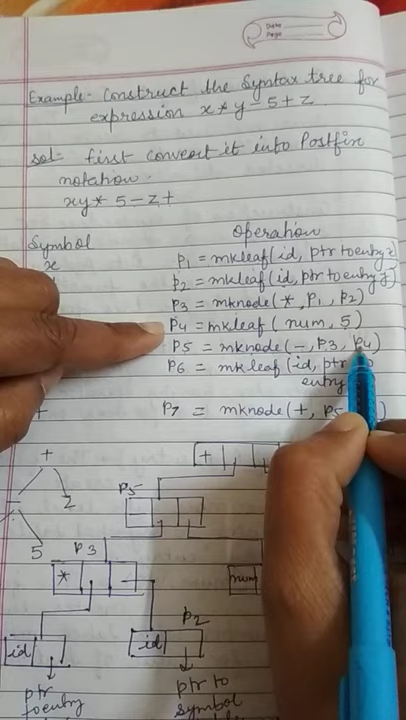 Date
Page
Example- Construct the Syntax tree for
expression x*y-5+z
sol- first convert it into Postfix
notation.
xy*5-z+
Symbol Operation
x P1 = mkleaf(id, ptr to entry x)
P2 = mkleaf(id, ptr to entry y)
P3 = mknode(*, P1, P2)
P4 = mkleaf(num, 5)
P5 = mknode(-, P3, P4)
P6 = mkleaf(id, ptr to
entry
+ P7 = mknode(+, P5
+ +
- z P5
5 P3
* num
P2
id id
ptr ptr to
to entry symbol